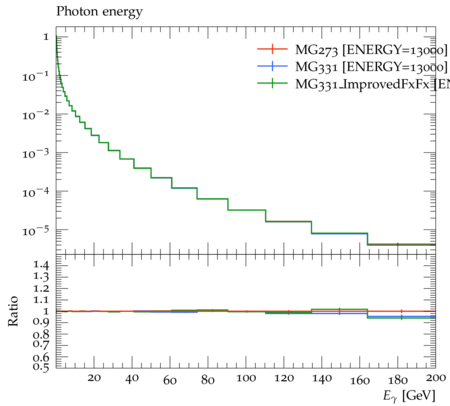 Photon energy
1
10⁻¹
10⁻²
10⁻³
10⁻⁴
10⁻⁵
MG273 [ENERGY=13000]
MG331 [ENERGY=13000]
MG331_ImprovedFxFx [EN
1.4
1.3
1.2
1.1
1
0.9
0.8
0.7
0.6
0.5
Ratio
20 40 60 80 100 120 140 160 180 200
Eγ [GeV]